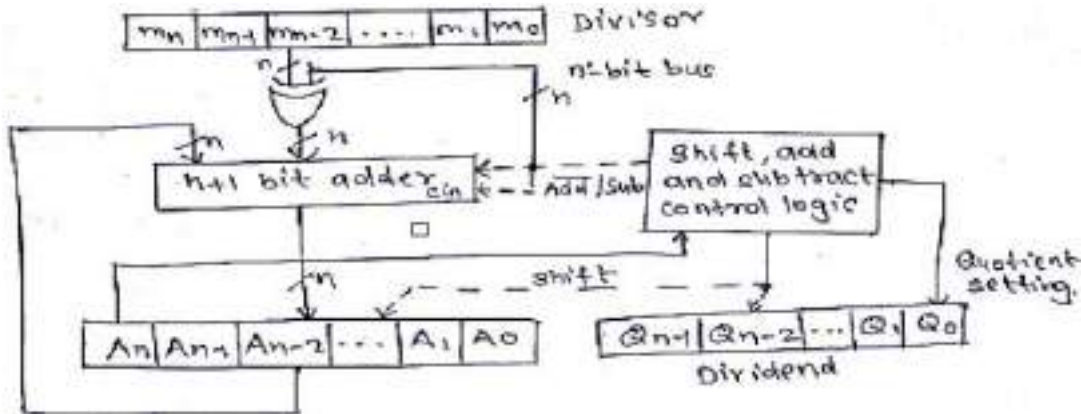 mn mn-1 mn-2 .... m1 m0 Divisor
n n-bit bus
n
n n
n+1 bit adder cin
Add/Sub
Shift, add
and subtract
control logic
n
shift
Quotient
setting.
An An-1 An-2 ... A1 A0
Qn-1 Qn-2 ... Q1 Q0
Dividend